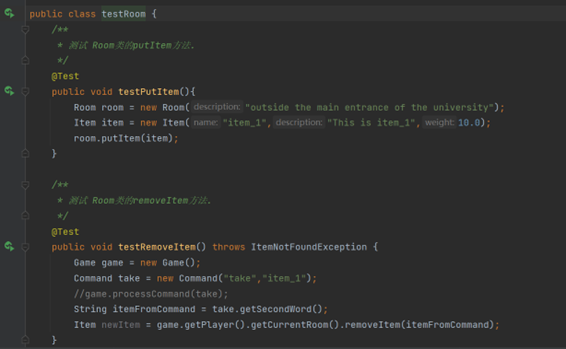 public class testRoom {
/**
* 测试 Room类的putItem方法.
*/
@Test
public void testPutItem(){
Room room = new Room( description: "outside the main entrance of the university");
Item item = new Item( name: "item_1", description: "This is item_1", weight: 10.0);
room.putItem(item);
}
/**
* 测试 Room类的removeItem方法.
*/
@Test
public void testRemoveItem() throws ItemNotFoundException {
Game game = new Game();
Command take = new Command("take","item_1");
//game.processCommand(take);
String itemFromCommand = take.getSecondWord();
Item newItem = game.getPlayer().getCurrentRoom().removeItem(itemFromCommand);
}